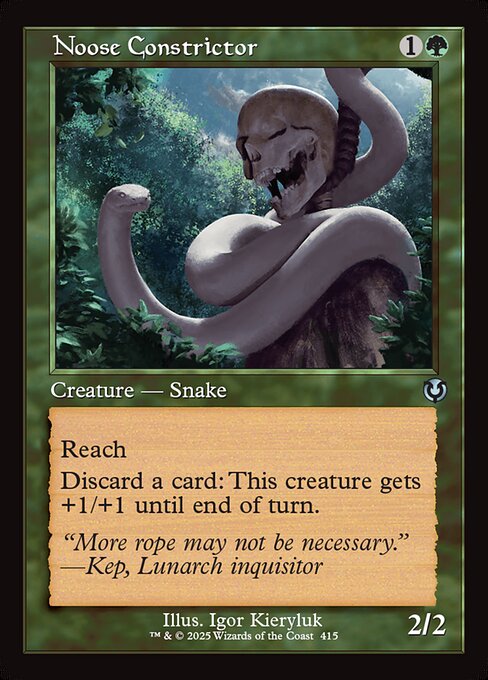 Noose Constrictor 1
Creature — Snake
Reach
Discard a card: This creature gets
+1/+1 until end of turn.
“More rope may not be necessary.”
—Kep, Lunarch inquisitor
Illus. Igor Kieryluk
™ & © 2025 Wizards of the Coast 415
2/2